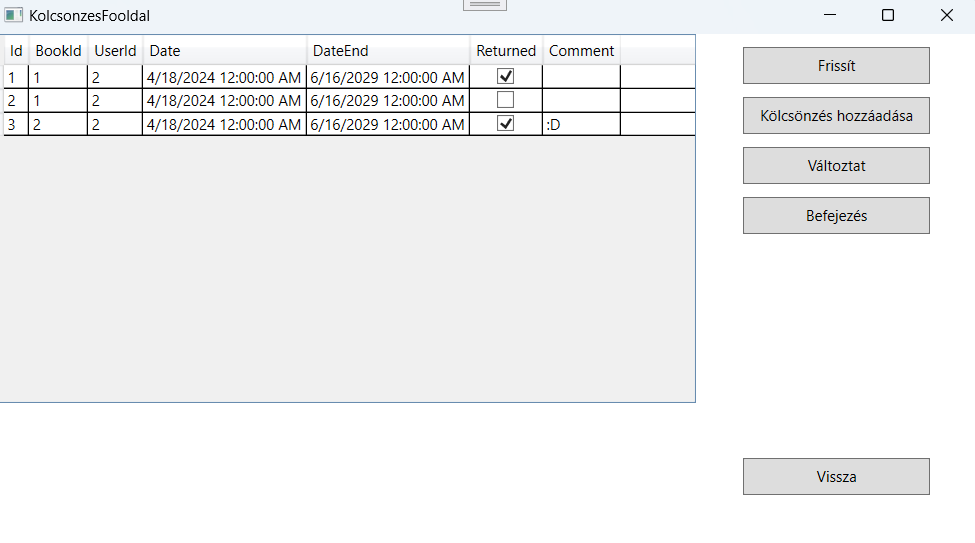 KolcsonzesFooldal
Id BookId UserId Date DateEnd Returned Comment
1 1 2 4/18/2024 12:00:00 AM 6/16/2029 12:00:00 AM
2 1 2 4/18/2024 12:00:00 AM 6/16/2029 12:00:00 AM
3 2 2 4/18/2024 12:00:00 AM 6/16/2029 12:00:00 AM :D
Frissít
Kölcsönzés hozzáadása
Változtat
Befejezés
Vissza